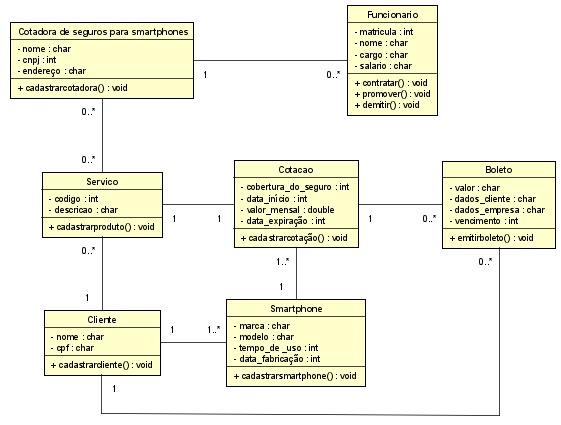 Cotadora de seguros para smartphones
- nome : char
- cnpj : int
- endereço : char
+ cadastrarcotadora() : void
Funcionario
- matricula : int
- nome : char
- cargo : char
- salario : char
+ contratar() : void
+ promover() : void
+ demitir() : void
1
0..*
0..*
0..*
Servico
- codigo : int
- descricao : char
+ cadastrarproduto() : void
Cotacao
- cobertura_do_seguro : int
- data_início : int
- valor_mensal : double
- data_expiração : int
+ cadastrarcotação() : void
Boleto
- valor : char
- dados_cliente : char
- dados_empresa : char
- vencimento : int
+ emitirboleto() : void
1
1
1
0..*
0..*
1..*
0..*
1
1
Cliente
- nome : char
- cpf : char
+ cadastrarcliente() : void
Smartphone
- marca : char
- modelo : char
- tempo_de _uso : int
- data_fabricação : int
+ cadastrarsmartphone() : void
1
1..*
1